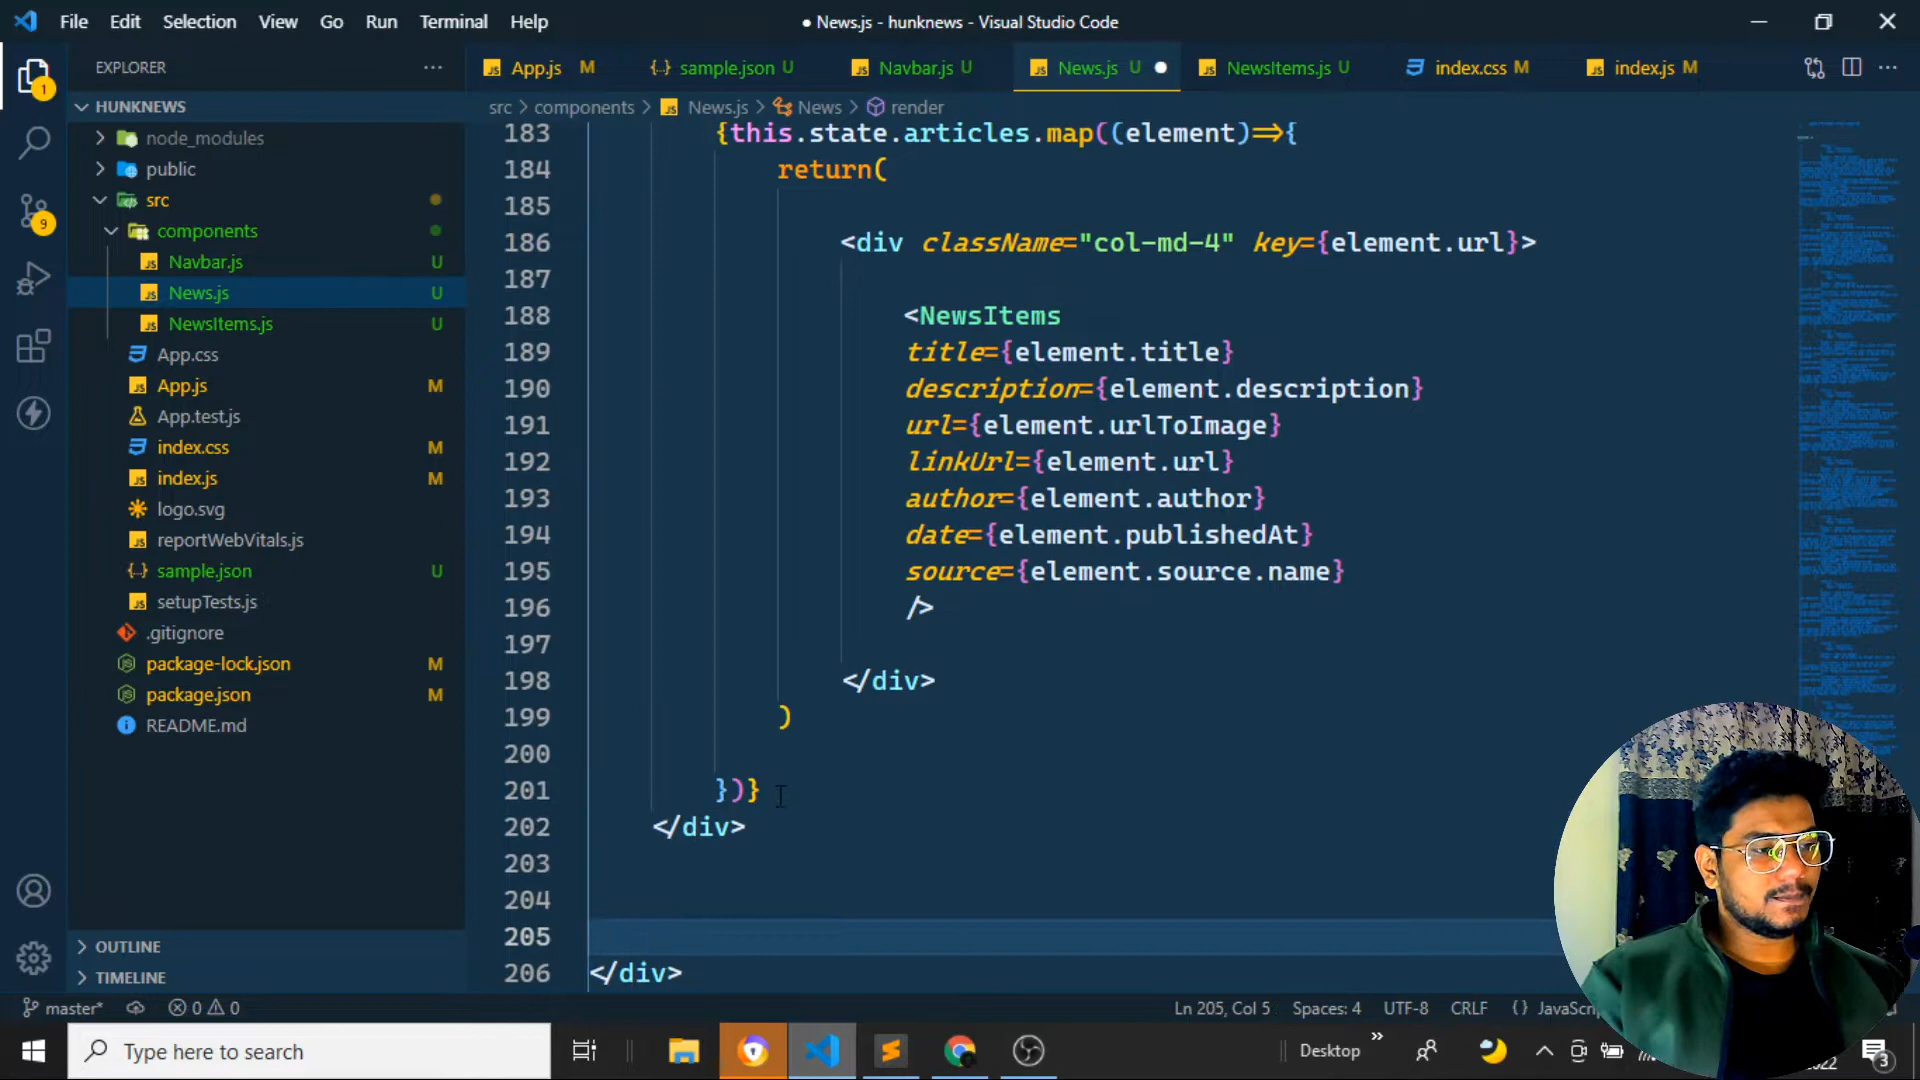 File Edit Selection View Go Run Terminal Help
● News.js - hunknews - Visual Studio Code
EXPLORER
App.js M
sample.json U
Navbar.js U
News.js U
NewsItems.js U
index.css M
index.js M
HUNKNEWS
src > components > News.js > News > render
node_modules
public
src
components
Navbar.js U
News.js U
NewsItems.js U
App.css
App.js M
App.test.js
index.css M
index.js M
logo.svg
reportWebVitals.js
sample.json U
setupTests.js
.gitignore
package-lock.json M
package.json M
README.md
OUTLINE
TIMELINE
1
9
183 {this.state.articles.map((element)=>{
184 return(
185
186 <div className="col-md-4" key={element.url}>
187
188 <NewsItems
189 title={element.title}
190 description={element.description}
191 url={element.urlToImage}
192 linkUrl={element.url}
193 author={element.author}
194 date={element.publishedAt}
195 source={element.source.name}
196 />
197
198 </div>
199 )
200
201 })}
202 </div>
203
204
205
206 </div>
master* 0 0
Ln 205, Col 5 Spaces: 4 UTF-8 CRLF {} JavaScri
Type here to search
Desktop
3